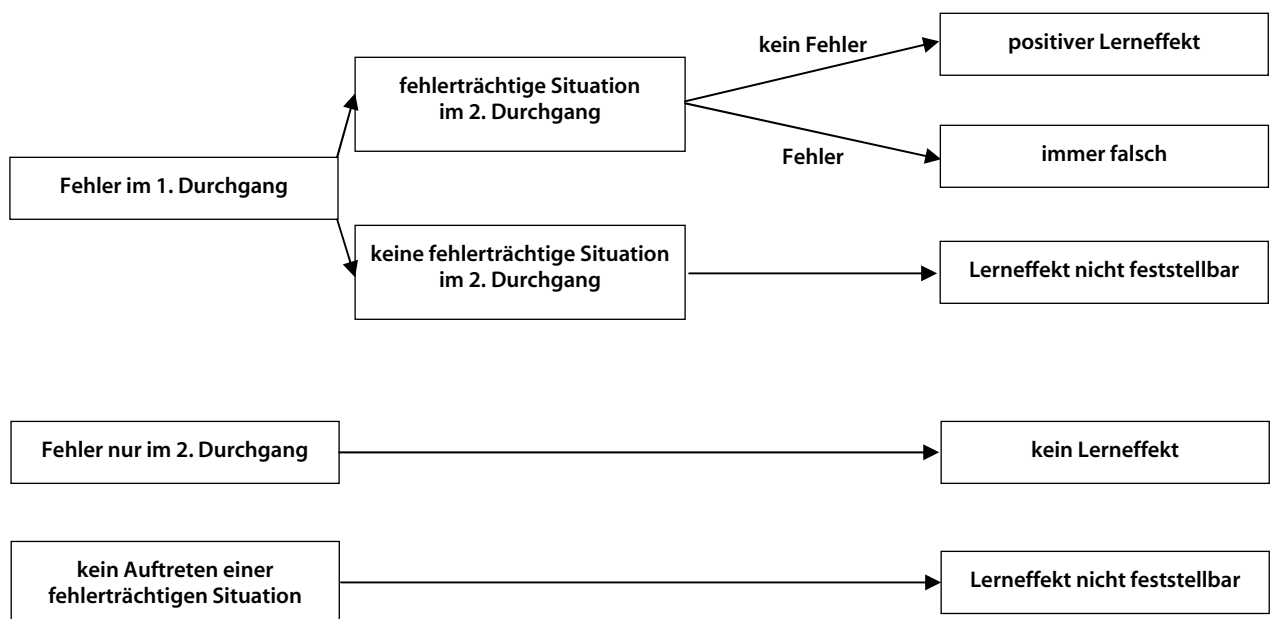 kein Fehler
positiver Lerneffekt
fehlerträchtige Situation
im 2. Durchgang
Fehler
immer falsch
Fehler im 1. Durchgang
keine fehlerträchtige Situation
im 2. Durchgang
Lerneffekt nicht feststellbar
Fehler nur im 2. Durchgang
kein Lerneffekt
kein Auftreten einer
fehlerträchtigen Situation
Lerneffekt nicht feststellbar